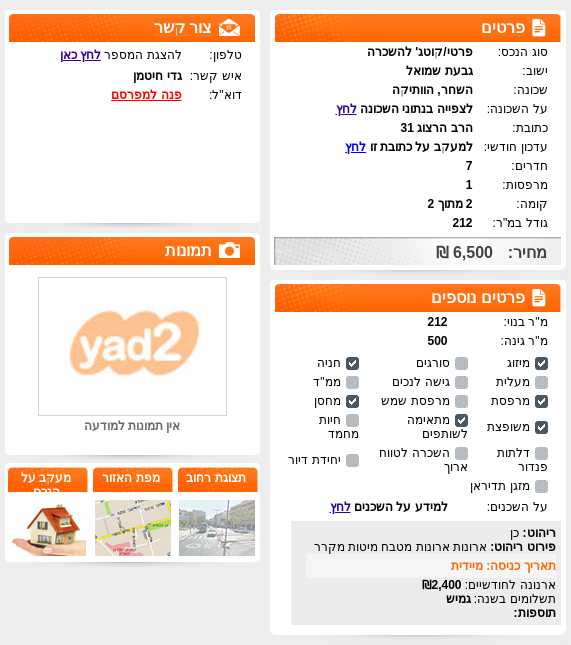 פרטים
סוג הנכס: פרטי/קוטג' להשכרה
ישוב: גבעת שמואל
שכונה: השחר, הוותיקה
על השכונה: לצפייה בנתוני השכונה לחץ
כתובת: הרב הרצוג 31
עדכון חודשי: למעקב על כתובת זו לחץ
חדרים: 7
מרפסות: 1
קומה: 2 מתוך 2
גודל במ"ר: 212
מחיר: 6,500 ₪
פרטים נוספים
מ"ר בנוי: 212
מ"ר גינה: 500
מיזוג סורגים חניה
מעלית גישה לנכים ממ"ד
מרפסת מרפסת שמש מחסן
משופצת מתאימה לשותפים חיות מחמד
דלתות פנדור השכרה לטווח ארוך יחידת דיור
מזגן תדיראן
על השכנים: למידע על השכנים לחץ
ריהוט: כן
פירוט ריהוט: ארונות ארונות מטבח מיטות מקרר
תאריך כניסה: מיידית
ארנונה לחודשיים: 2,400₪
תשלומים בשנה: גמיש
תוספות:
צור קשר
טלפון: להצגת המספר לחץ כאן
איש קשר: גדי חיטמן
דוא"ל: פנה למפרסם
תמונות
yad2
אין תמונות למודעה
תצוגת רחוב
מפת האזור
מעקב על
הנכס